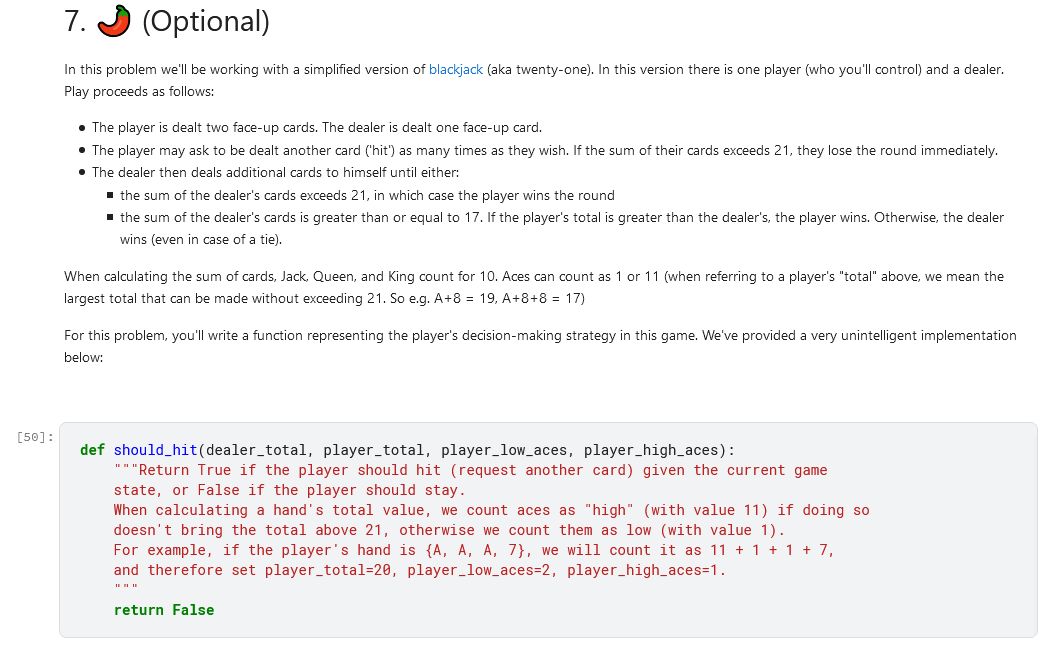 7. 🌶️ (Optional)
In this problem we'll be working with a simplified version of blackjack (aka twenty-one). In this version there is one player (who you'll control) and a dealer.
Play proceeds as follows:
• The player is dealt two face-up cards. The dealer is dealt one face-up card.
• The player may ask to be dealt another card ('hit') as many times as they wish. If the sum of their cards exceeds 21, they lose the round immediately.
• The dealer then deals additional cards to himself until either:
▪ the sum of the dealer's cards exceeds 21, in which case the player wins the round
▪ the sum of the dealer's cards is greater than or equal to 17. If the player's total is greater than the dealer's, the player wins. Otherwise, the dealer
wins (even in case of a tie).
When calculating the sum of cards, Jack, Queen, and King count for 10. Aces can count as 1 or 11 (when referring to a player's "total" above, we mean the
largest total that can be made without exceeding 21. So e.g. A+8 = 19, A+8+8 = 17)
For this problem, you'll write a function representing the player's decision-making strategy in this game. We've provided a very unintelligent implementation
below:
[50]:
def should_hit(dealer_total, player_total, player_low_aces, player_high_aces):
    """Return True if the player should hit (request another card) given the current game
    state, or False if the player should stay.
    When calculating a hand's total value, we count aces as "high" (with value 11) if doing so
    doesn't bring the total above 21, otherwise we count them as low (with value 1).
    For example, if the player's hand is {A, A, A, 7}, we will count it as 11 + 1 + 1 + 7,
    and therefore set player_total=20, player_low_aces=2, player_high_aces=1.
    """
    return False